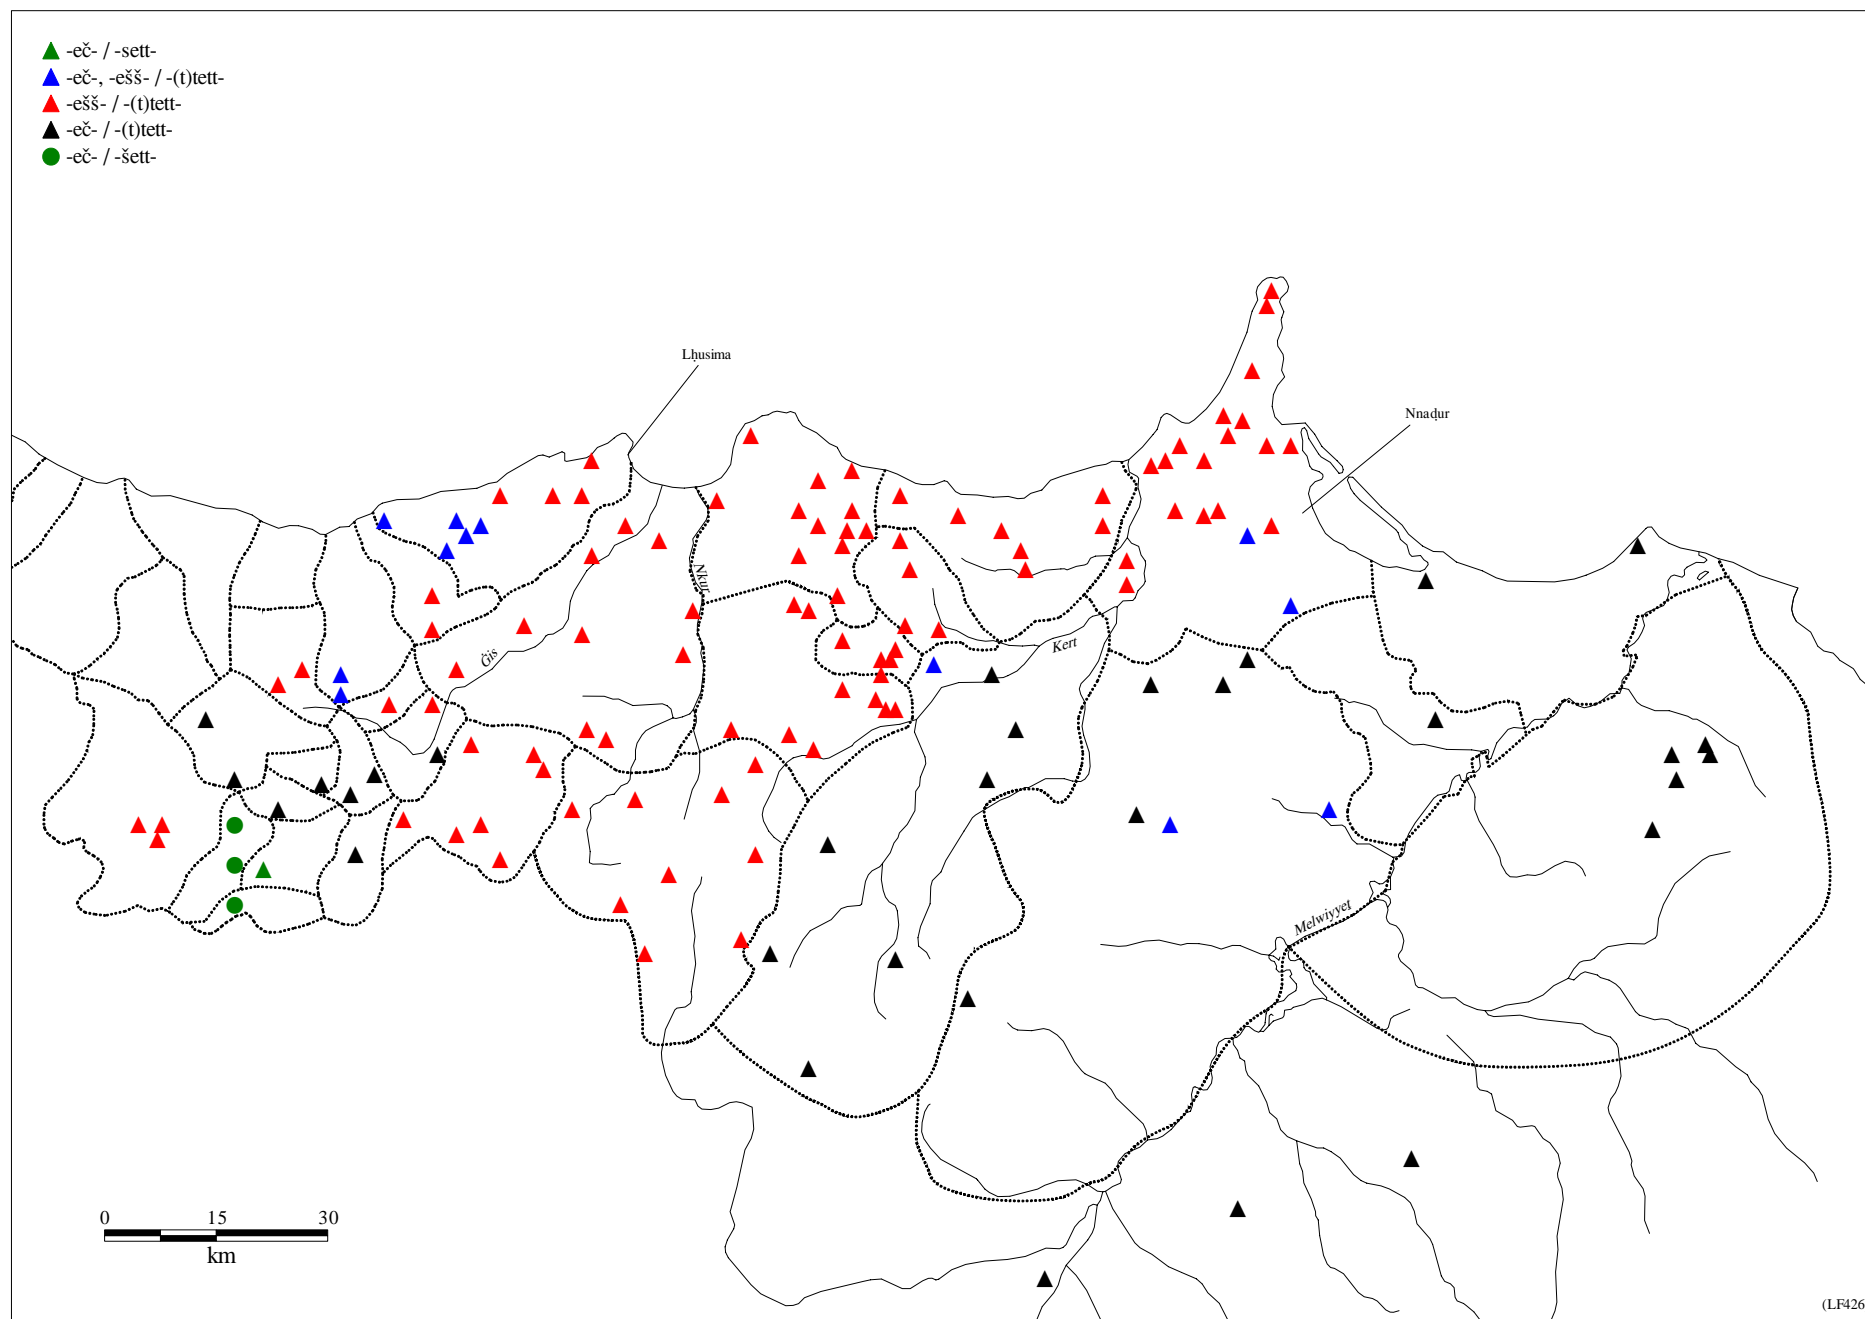 -eč- / -sett-
-eč-, -ešš- / -(t)tett-
-ešš- / -(t)tett-
-eč- / -(t)tett-
-eč- / -šett-
Lḥusima
Nnaḍur
Nkur
Ġis
Kert
Melwiyyet
0 15 30
km
(LF426